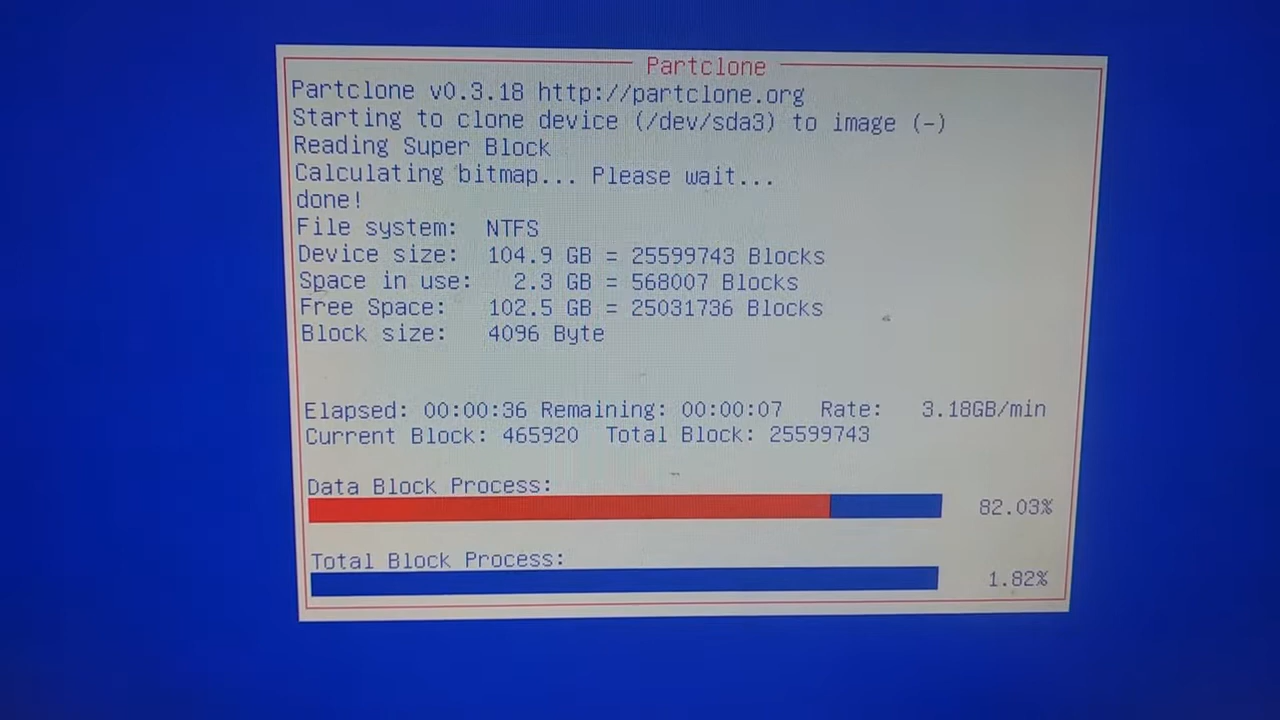 Partclone
Partclone v0.3.18 http://partclone.org
Starting to clone device (/dev/sda3) to image (-)
Reading Super Block
Calculating bitmap... Please wait...
done!
File system: NTFS
Device size: 104.9 GB = 25599743 Blocks
Space in use: 2.3 GB = 568007 Blocks
Free Space: 102.5 GB = 25031736 Blocks
Block size: 4096 Byte
Elapsed: 00:00:36 Remaining: 00:00:07 Rate: 3.18GB/min
Current Block: 465920 Total Block: 25599743
Data Block Process:
82.03%
Total Block Process:
1.82%